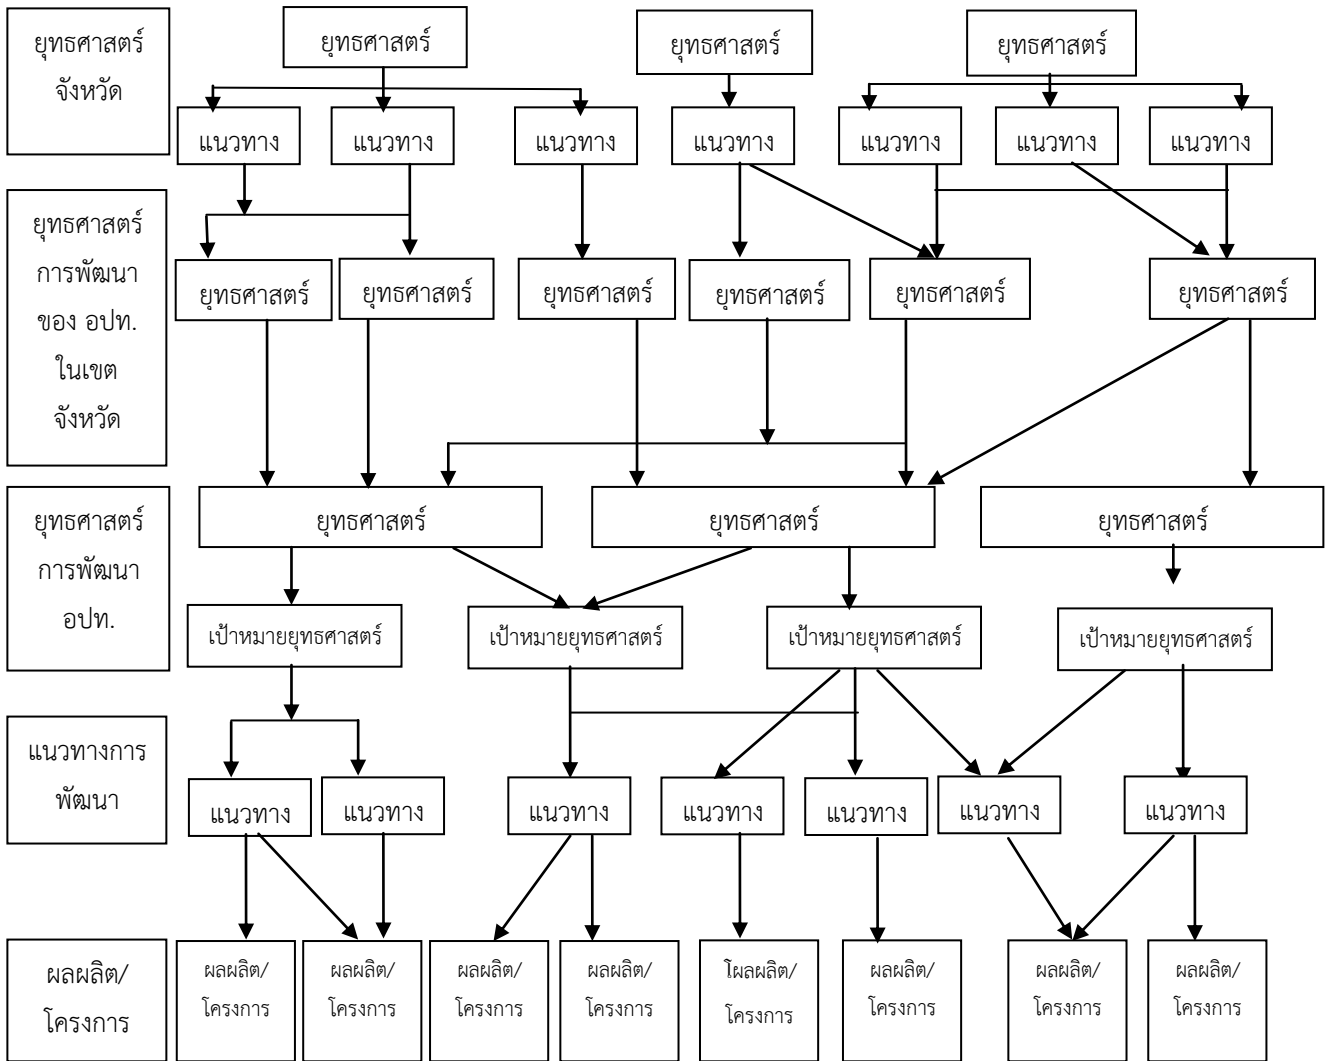 ยุทธศาสตร์
จังหวัด
ยุทธศาสตร์
ยุทธศาสตร์
ยุทธศาสตร์
แนวทาง
แนวทาง
แนวทาง
แนวทาง
แนวทาง
แนวทาง
แนวทาง
ยุทธศาสตร์
การพัฒนา
ของ อปท.
ในเขต
จังหวัด
ยุทธศาสตร์
ยุทธศาสตร์
ยุทธศาสตร์
ยุทธศาสตร์
ยุทธศาสตร์
ยุทธศาสตร์
ยุทธศาสตร์
การพัฒนา
อปท.
ยุทธศาสตร์
ยุทธศาสตร์
ยุทธศาสตร์
เป้าหมายยุทธศาสตร์
เป้าหมายยุทธศาสตร์
เป้าหมายยุทธศาสตร์
เป้าหมายยุทธศาสตร์
แนวทางการ
พัฒนา
แนวทาง
แนวทาง
แนวทาง
แนวทาง
แนวทาง
แนวทาง
แนวทาง
ผลผลิต/
โครงการ
ผลผลิต/
โครงการ
ผลผลิต/
โครงการ
ผลผลิต/
โครงการ
ผลผลิต/
โครงการ
โผลผลิต/
โครงการ
ผลผลิต/
โครงการ
ผลผลิต/
โครงการ
ผลผลิต/
โครงการ